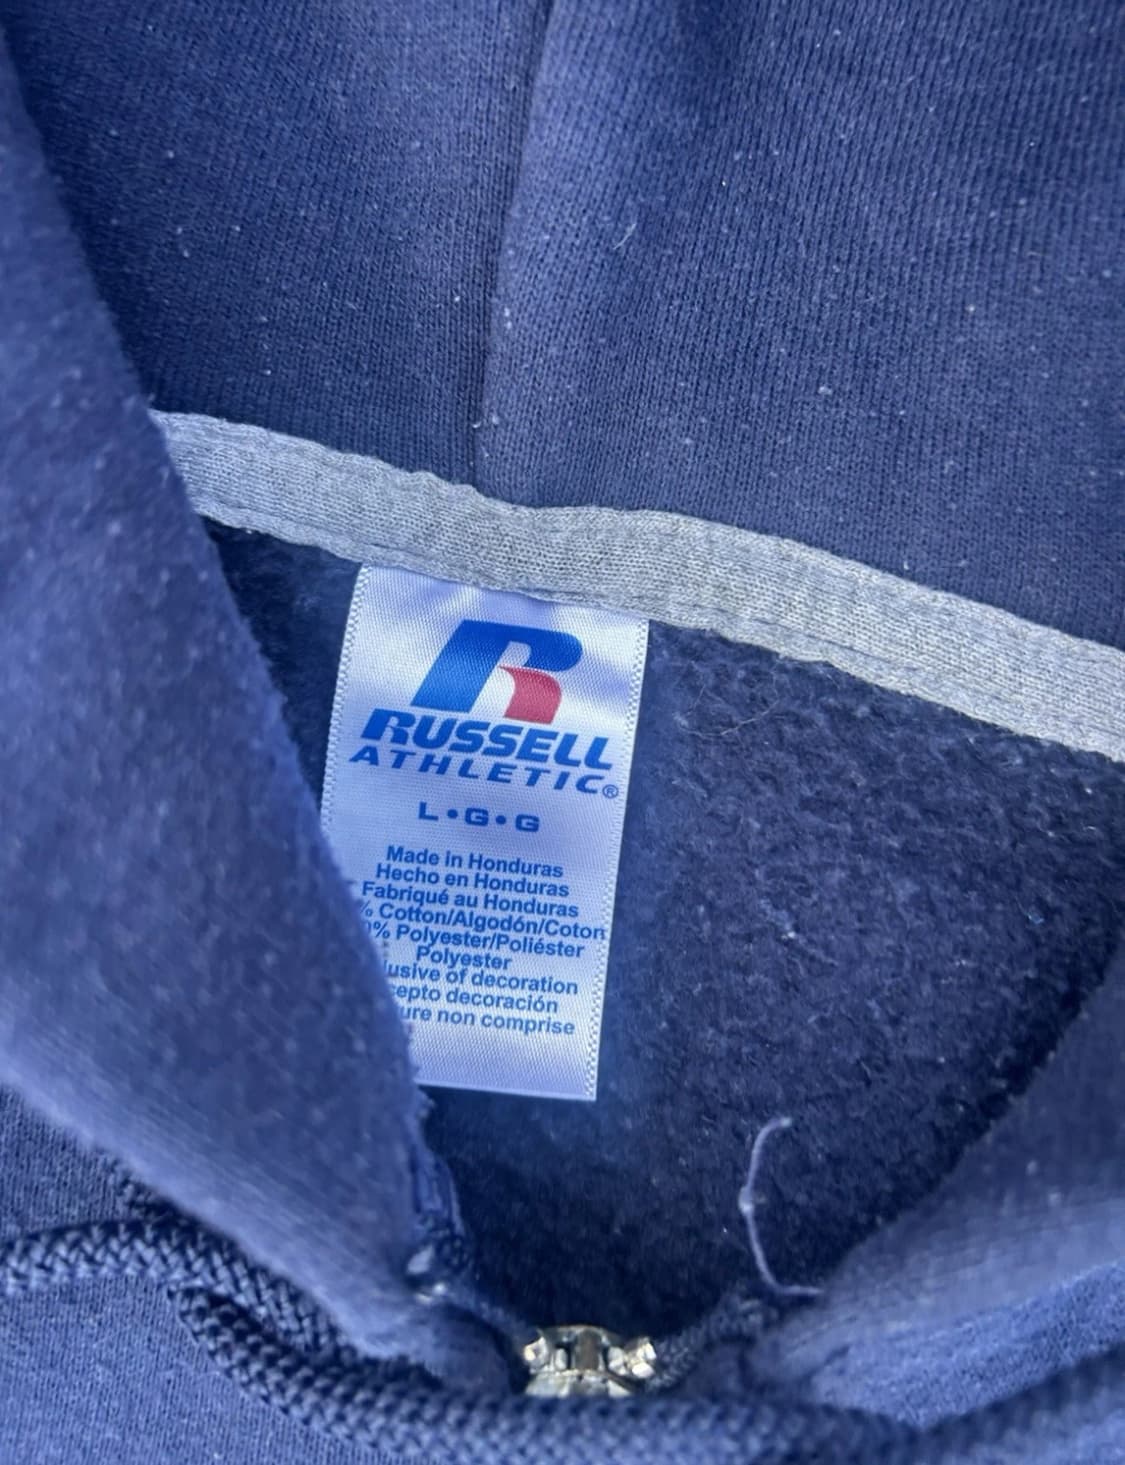 RUSSELL
ATHLETIC®
L•G•G
Made in Honduras
Hecho en Honduras
Fabriqué au Honduras
% Cotton/Algodón/Coton
% Polyester/Poliéster
Polyester
of decoration
decoración
non comprise